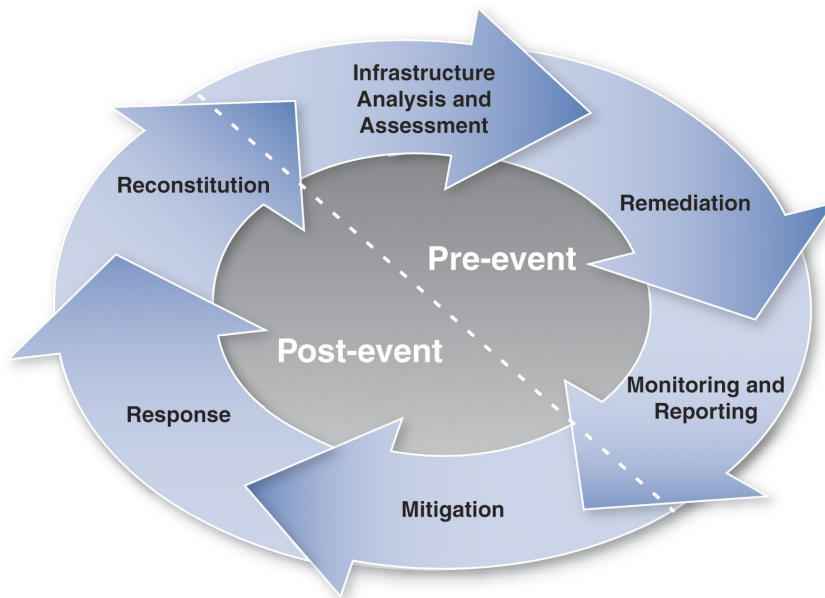 Infrastructure
Analysis and
Assessment
Remediation
Monitoring and
Reporting
Mitigation
Response
Reconstitution
Pre-event
Post-event